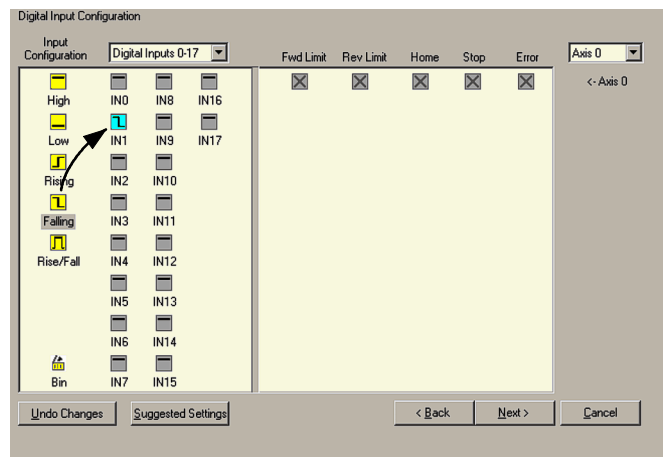 Digital Input Configuration
Input Configuration
Digital Inputs 0-17
Fwd Limit Rev Limit Home Stop Error
Axis 0
<- Axis 0
High IN0 IN8 IN16
Low IN1 IN9 IN17
Rising IN2 IN10
Falling IN3 IN11
Rise/Fall IN4 IN12
IN5 IN13
IN6 IN14
Bin IN7 IN15
Undo Changes Suggested Settings < Back Next > Cancel